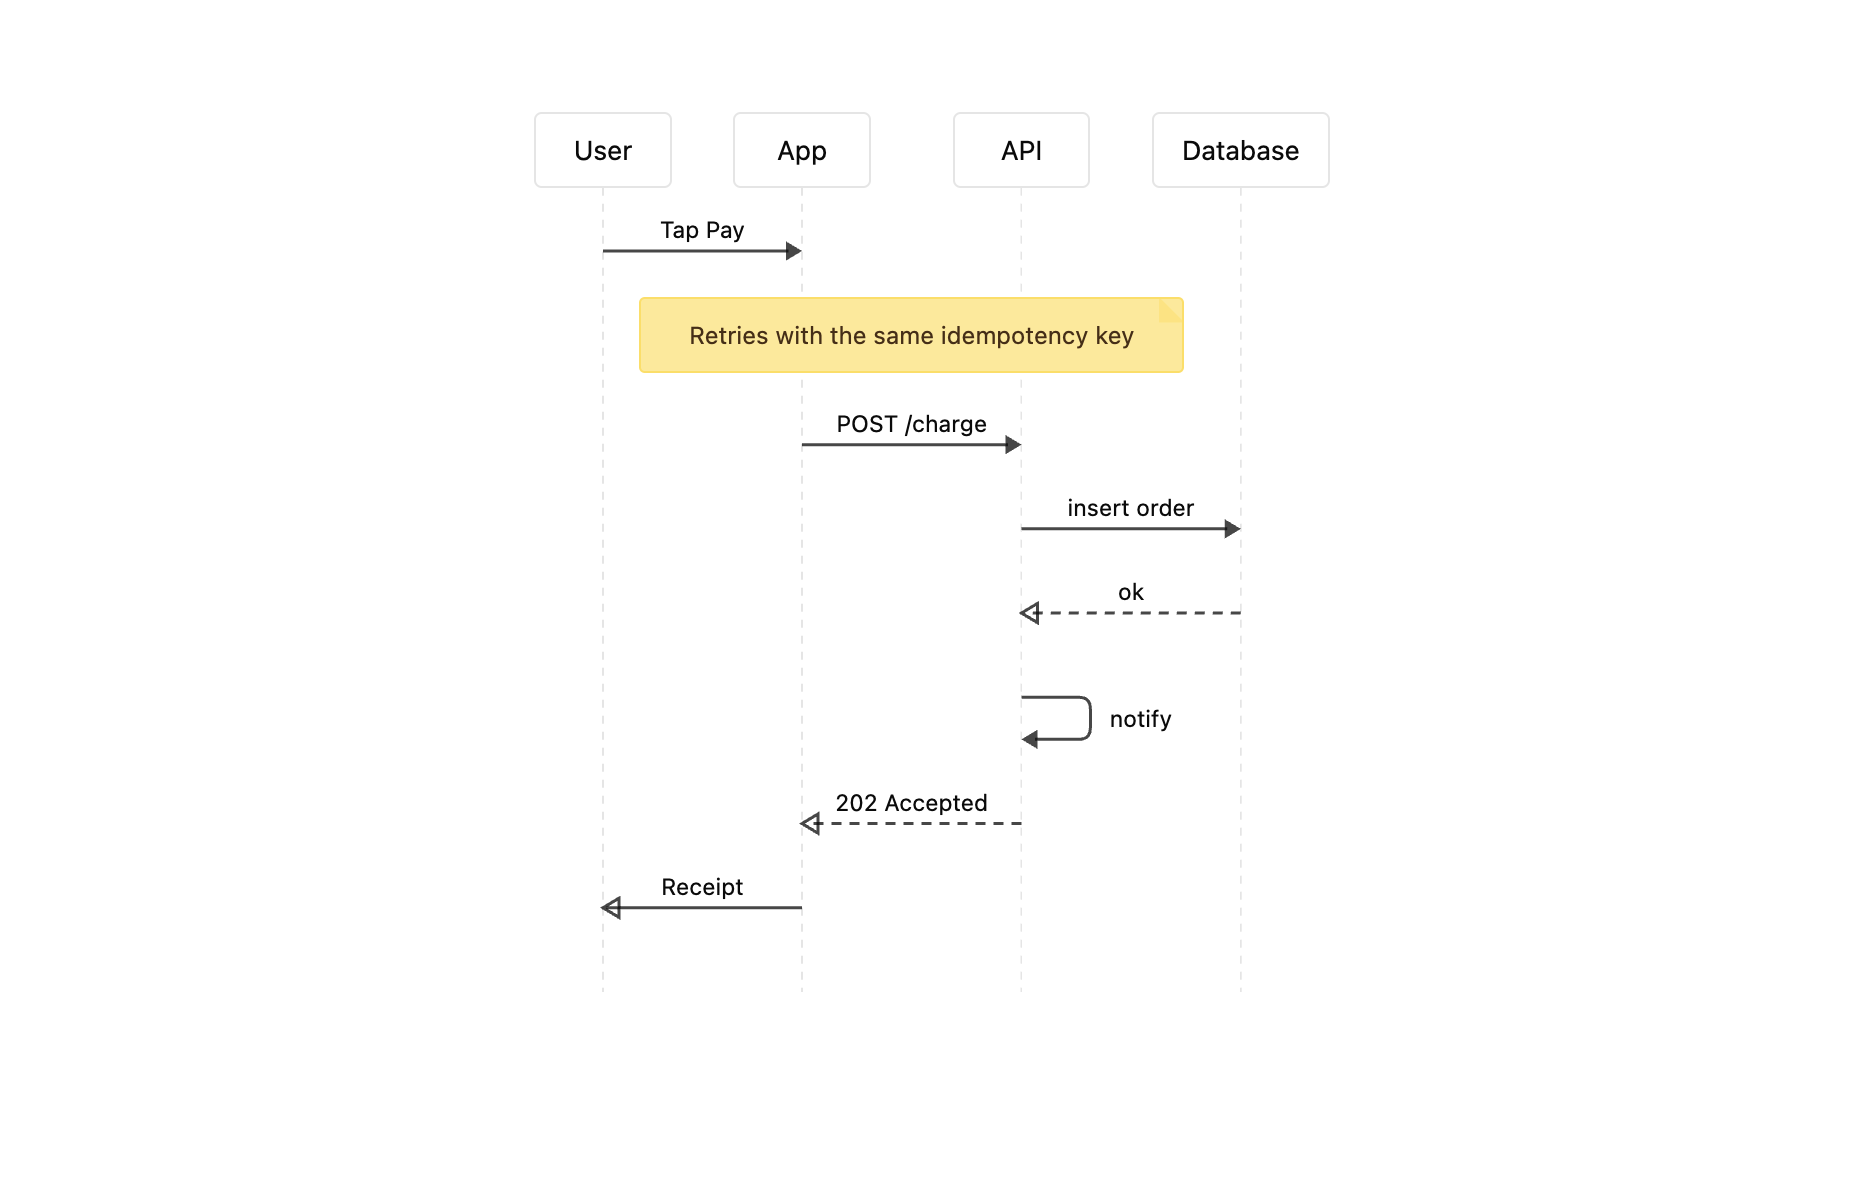 User
App
API
Database
Tap Pay
Retries with the same idempotency key
POST /charge
insert order
ok
notify
202 Accepted
Receipt